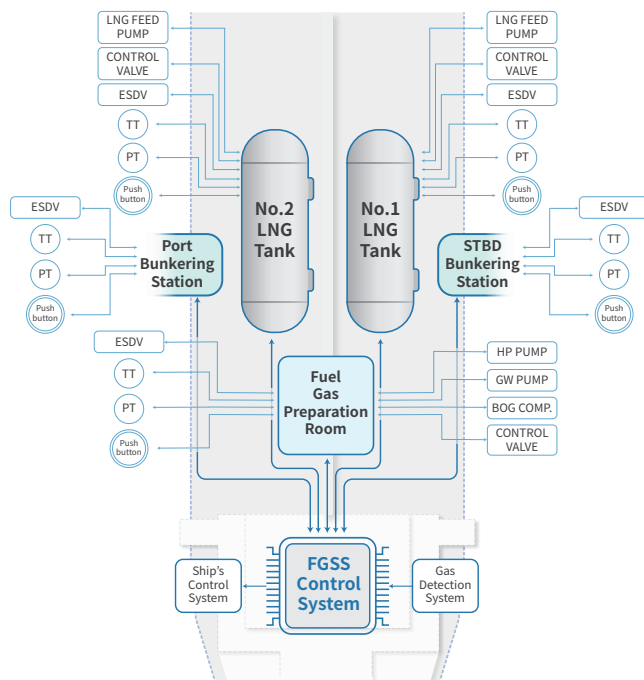 LNG FEED
PUMP
CONTROL
VALVE
ESDV
TT
PT
Push
button
LNG FEED
PUMP
CONTROL
VALVE
ESDV
TT
PT
Push
button
No.2
LNG
Tank
No.1
LNG
Tank
ESDV
TT
PT
Push
button
Port
Bunkering
Station
STBD
Bunkering
Station
ESDV
TT
PT
Push
button
ESDV
TT
PT
Push
button
Fuel
Gas
Preparation
Room
HP PUMP
GW PUMP
BOG COMP.
CONTROL
VALVE
Ship's
Control
System
FGSS
Control
System
Gas
Detection
System